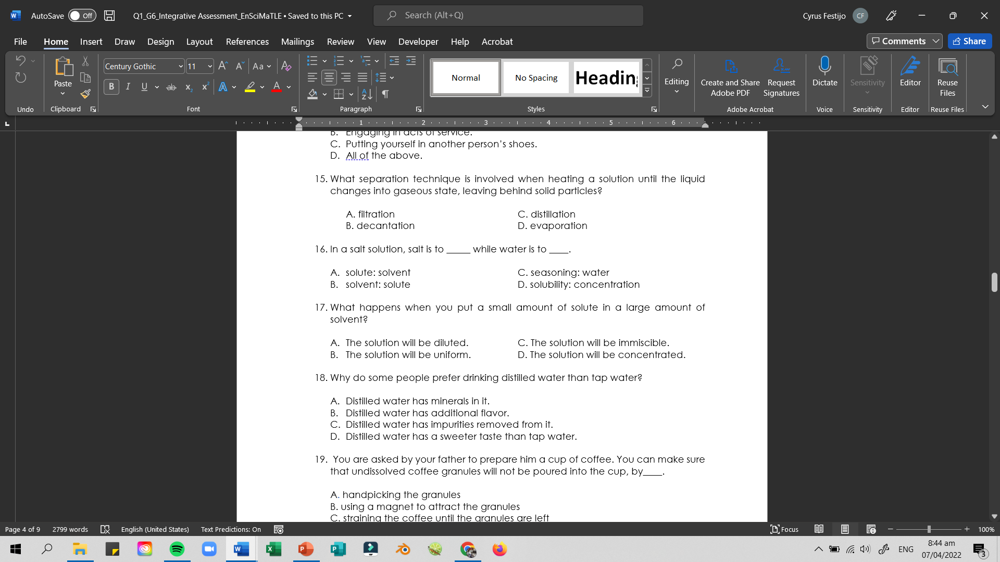 AutoSave Off Q1_G6_Integrative Assessment_EnSciMaTLE • Saved to this PC Search (Alt+Q) Cyrus Festijo CF
File Home Insert Draw Design Layout References Mailings Review View Developer Help Acrobat Comments Share
Century Gothic 11 Aa
Paste B I U ab x2 x2 A A Normal No Spacing Heading Editing Create and Share Adobe PDF Request Signatures Dictate Sensitivity Editor Reuse Files
Undo Clipboard Font Paragraph Styles Adobe Acrobat Voice Sensitivity Editor Reuse Files
1 2 3 4 5 6
B. Engaging in acts of service.
C. Putting yourself in another person's shoes.
D. All of the above.
15. What separation technique is involved when heating a solution until the liquid
changes into gaseous state, leaving behind solid particles?
A. filtration C. distillation
B. decantation D. evaporation
16. In a salt solution, salt is to _____ while water is to ____.
A. solute: solvent C. seasoning: water
B. solvent: solute D. solubility: concentration
17. What happens when you put a small amount of solute in a large amount of
solvent?
A. The solution will be diluted. C. The solution will be immiscible.
B. The solution will be uniform. D. The solution will be concentrated.
18. Why do some people prefer drinking distilled water than tap water?
A. Distilled water has minerals in it.
B. Distilled water has additional flavor.
C. Distilled water has impurities removed from it.
D. Distilled water has a sweeter taste than tap water.
19. You are asked by your father to prepare him a cup of coffee. You can make sure
that undissolved coffee granules will not be poured into the cup, by____.
A. handpicking the granules
B. using a magnet to attract the granules
C. straining the coffee until the granules are left
Page 4 of 9 2799 words English (United States) Text Predictions: On Focus 100%
ENG 8:44 am
07/04/2022 3